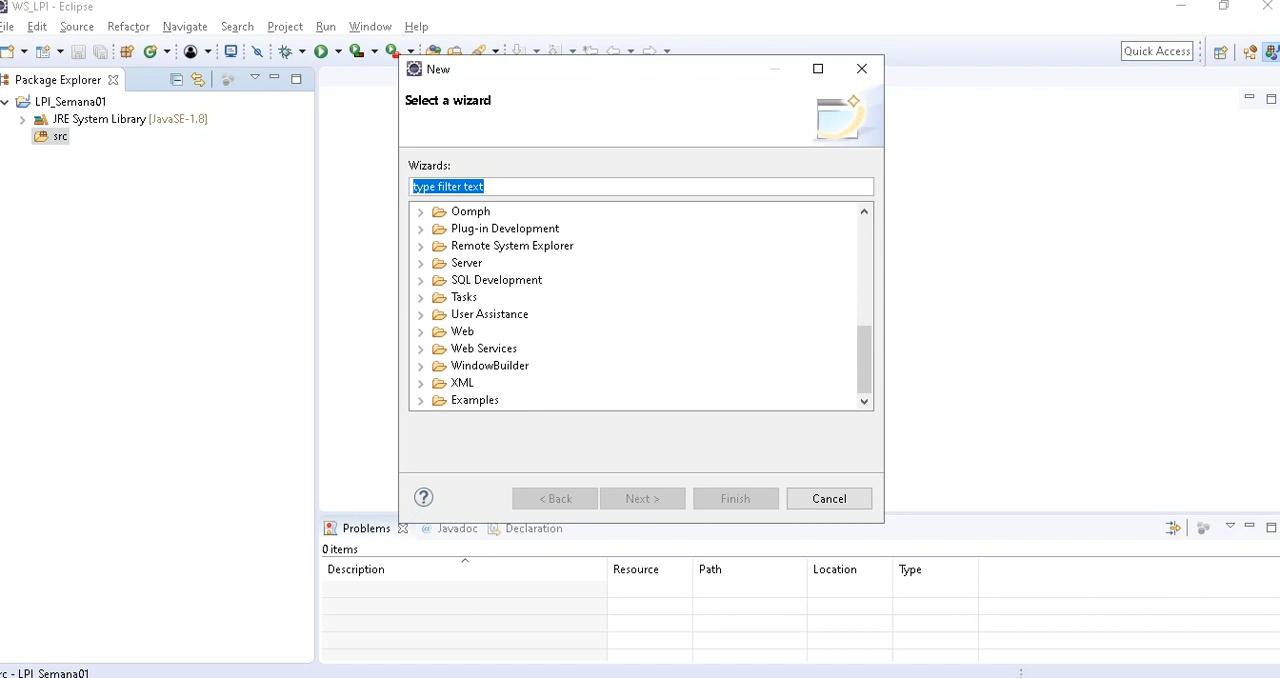 WS_LPI - Eclipse
File Edit Source Refactor Navigate Search Project Run Window Help
Quick Access
Package Explorer
LPI_Semana01
JRE System Library [JavaSE-1.8]
src
New
Select a wizard
Wizards:
type filter text
Oomph
Plug-in Development
Remote System Explorer
Server
SQL Development
Tasks
User Assistance
Web
Web Services
WindowBuilder
XML
Examples
? < Back Next > Finish Cancel
Problems @ Javadoc Declaration
0 items
Description Resource Path Location Type
rc - LPI_Semana01